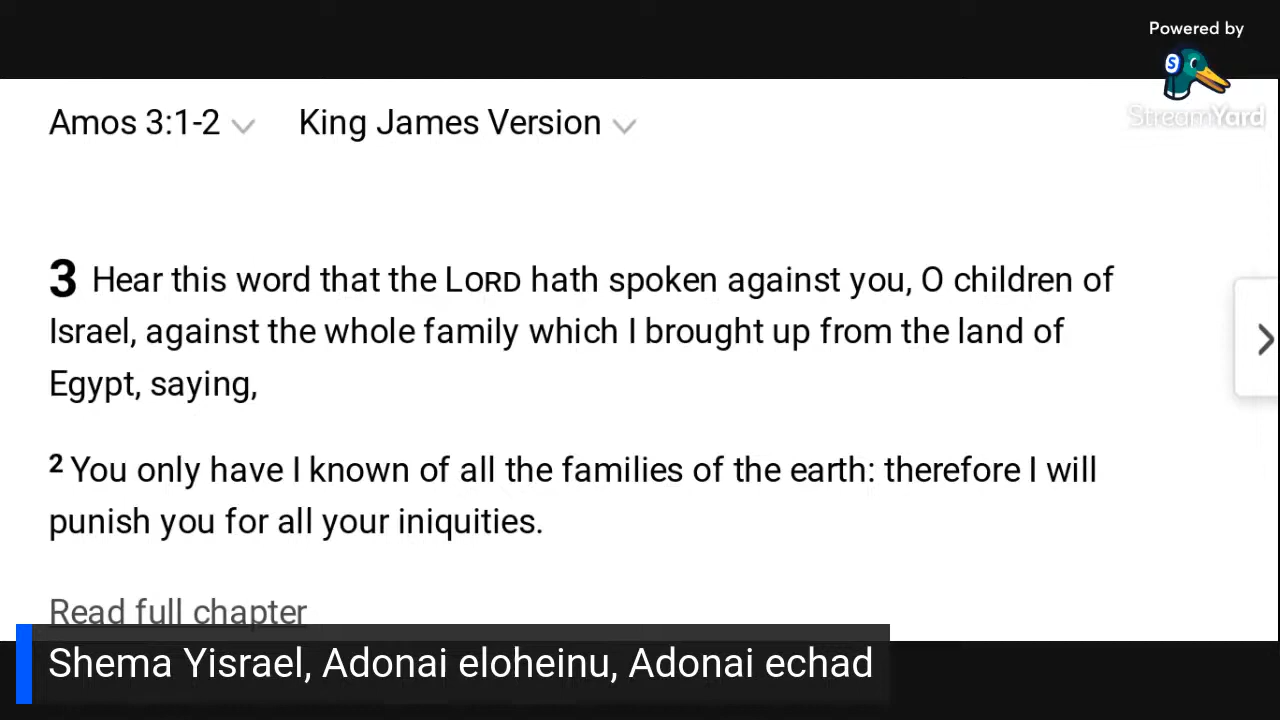 Powered by
S
StreamYard
Amos 3:1-2 King James Version
3 Hear this word that the LORD hath spoken against you, O children of
Israel, against the whole family which I brought up from the land of
Egypt, saying,
2 You only have I known of all the families of the earth: therefore I will
punish you for all your iniquities.
Read full chapter
Shema Yisrael, Adonai eloheinu, Adonai echad